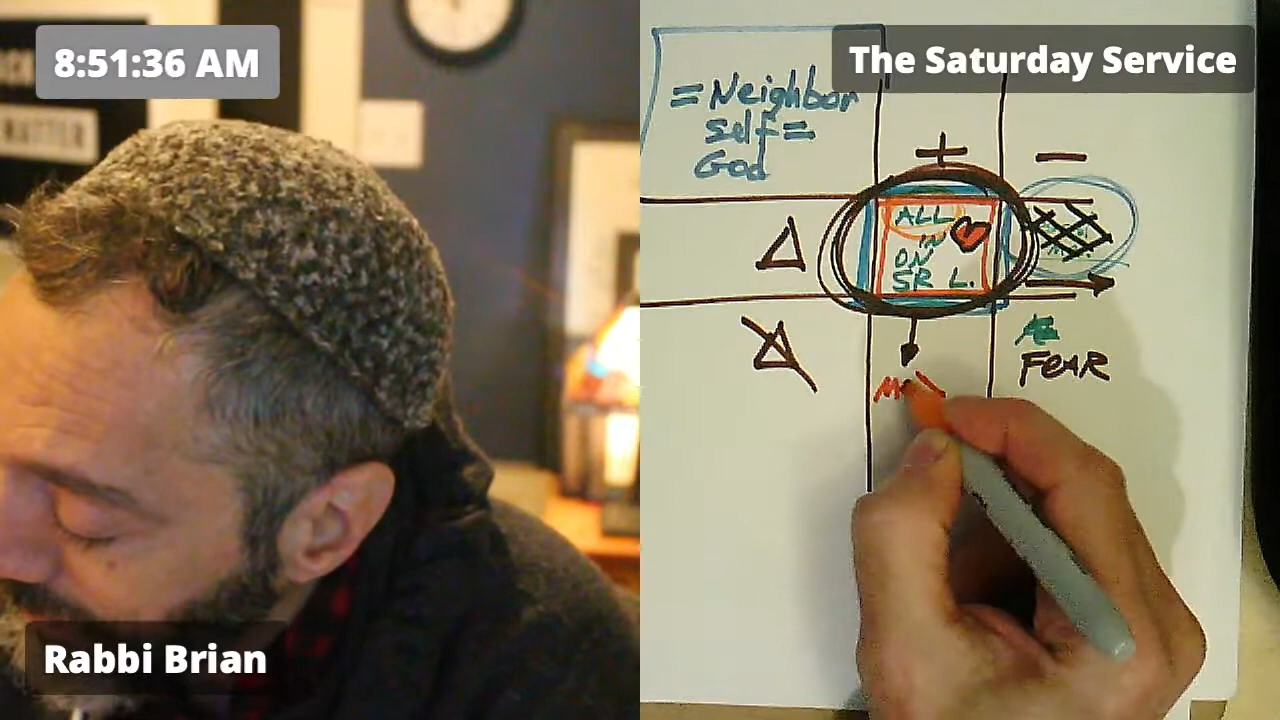 8:51:36 AM
The Saturday Service
MATTER
= Neighbor
self =
God
+
−
ALL
IN
ON
SR L.
Δ
Δ
FEAR
Rabbi Brian